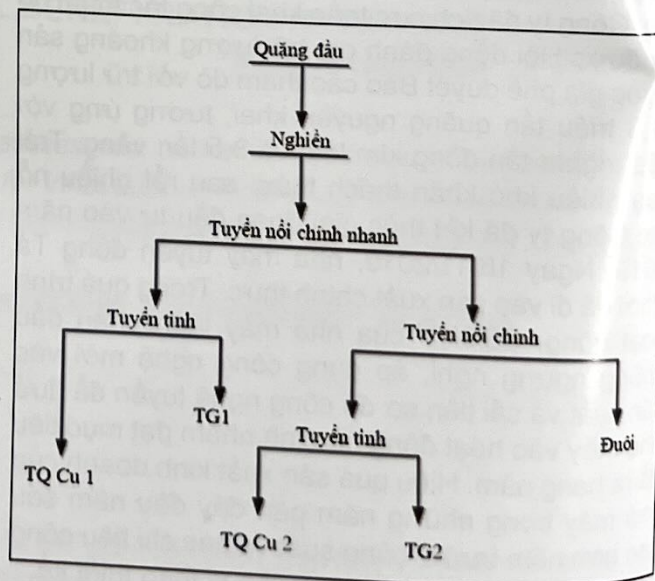 Quặng đầu
Nghiền
Tuyển nổi chính nhanh
Tuyển tinh
Tuyển nổi chính
TG1
Tuyển tinh
Đuôi
TQ Cu 1
TQ Cu 2
TG2